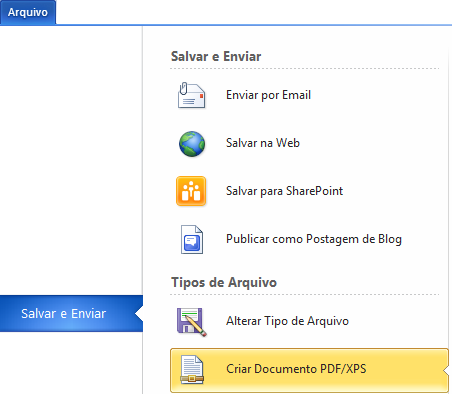 Arquivo
Salvar e Enviar
Enviar por Email
Salvar na Web
Salvar para SharePoint
Publicar como Postagem de Blog
Tipos de Arquivo
Salvar e Enviar
Alterar Tipo de Arquivo
Criar Documento PDF/XPS